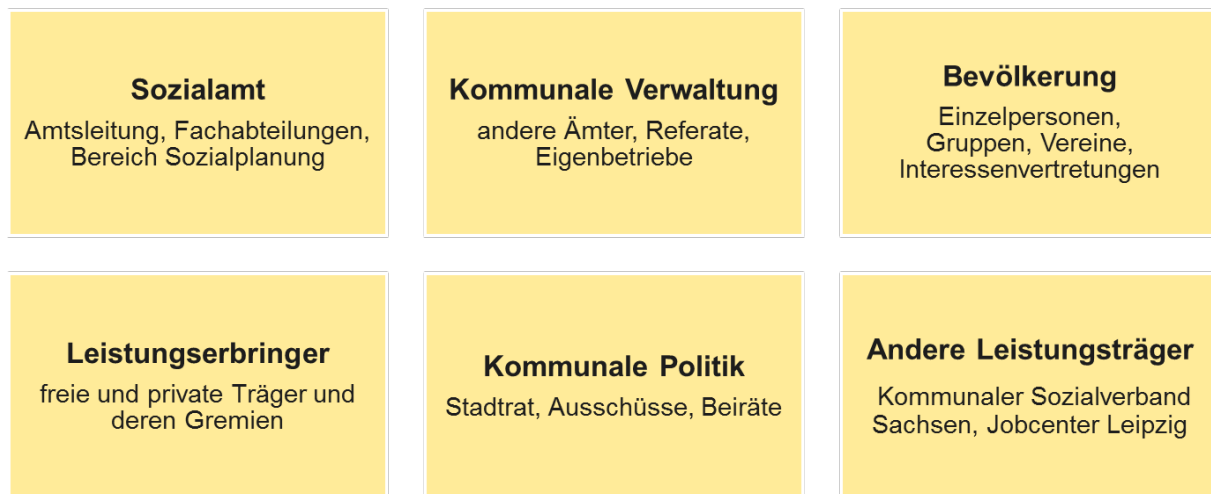 Sozialamt
Amtsleitung, Fachabteilungen,
Bereich Sozialplanung
Kommunale Verwaltung
andere Ämter, Referate,
Eigenbetriebe
Bevölkerung
Einzelpersonen,
Gruppen, Vereine,
Interessenvertretungen
Leistungserbringer
freie und private Träger und
deren Gremien
Kommunale Politik
Stadtrat, Ausschüsse, Beiräte
Andere Leistungsträger
Kommunaler Sozialverband
Sachsen, Jobcenter Leipzig